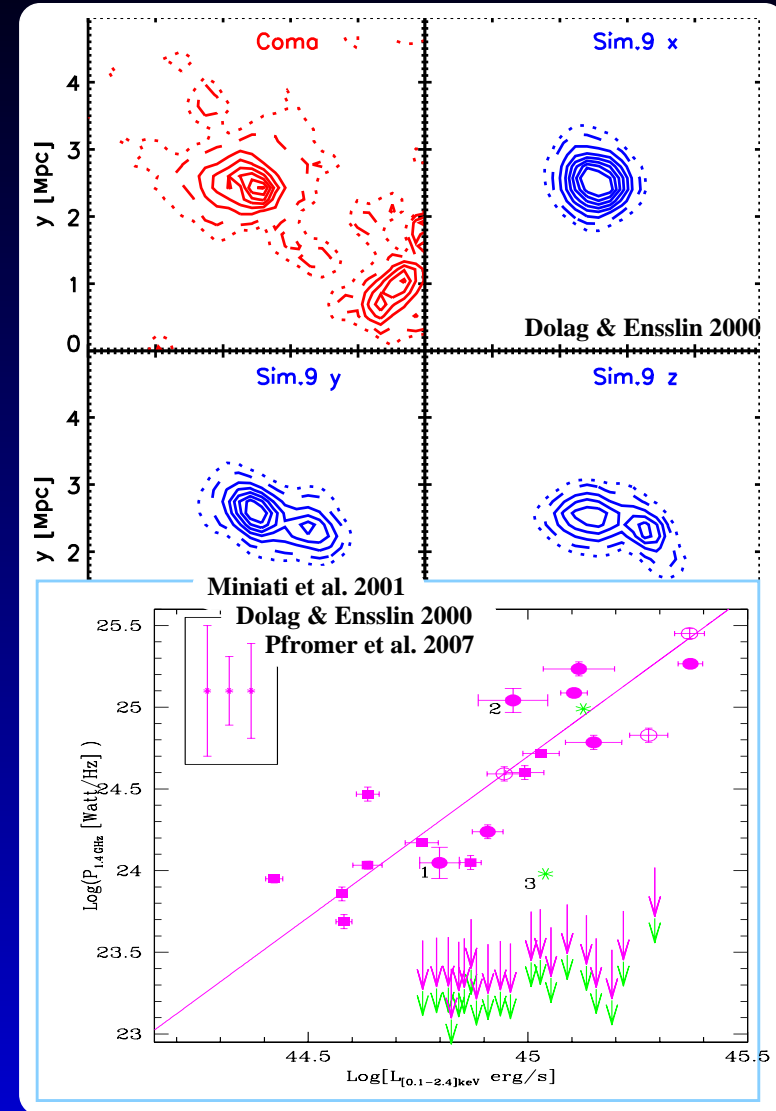 Coma
Sim.9 x
y [Mpc]
4
3
2
1
0
Dolag & Ensslin 2000
Sim.9 y
Sim.9 z
y [Mpc]
4
3
2
Miniati et al. 2001
Dolag & Ensslin 2000
Pfromer et al. 2007
Log(P1.4 GHz [Watt/Hz])
25.5
25
24.5
24
23.5
23
2
1
3
44.5
45
45.5
Log[L[0.1-2.4]keV erg/s]